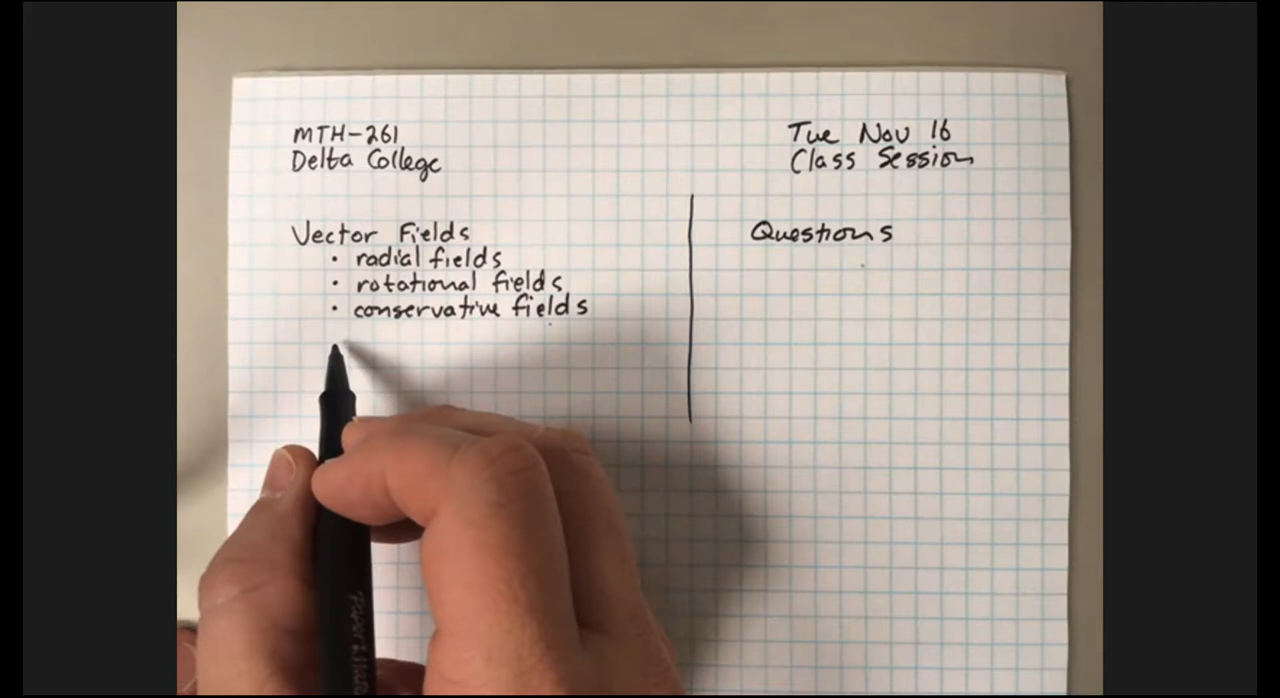 MTH-261
Delta College
Tue Nov 16
Class Session
Vector Fields
• radial fields
• rotational fields
• conservative fields
Questions